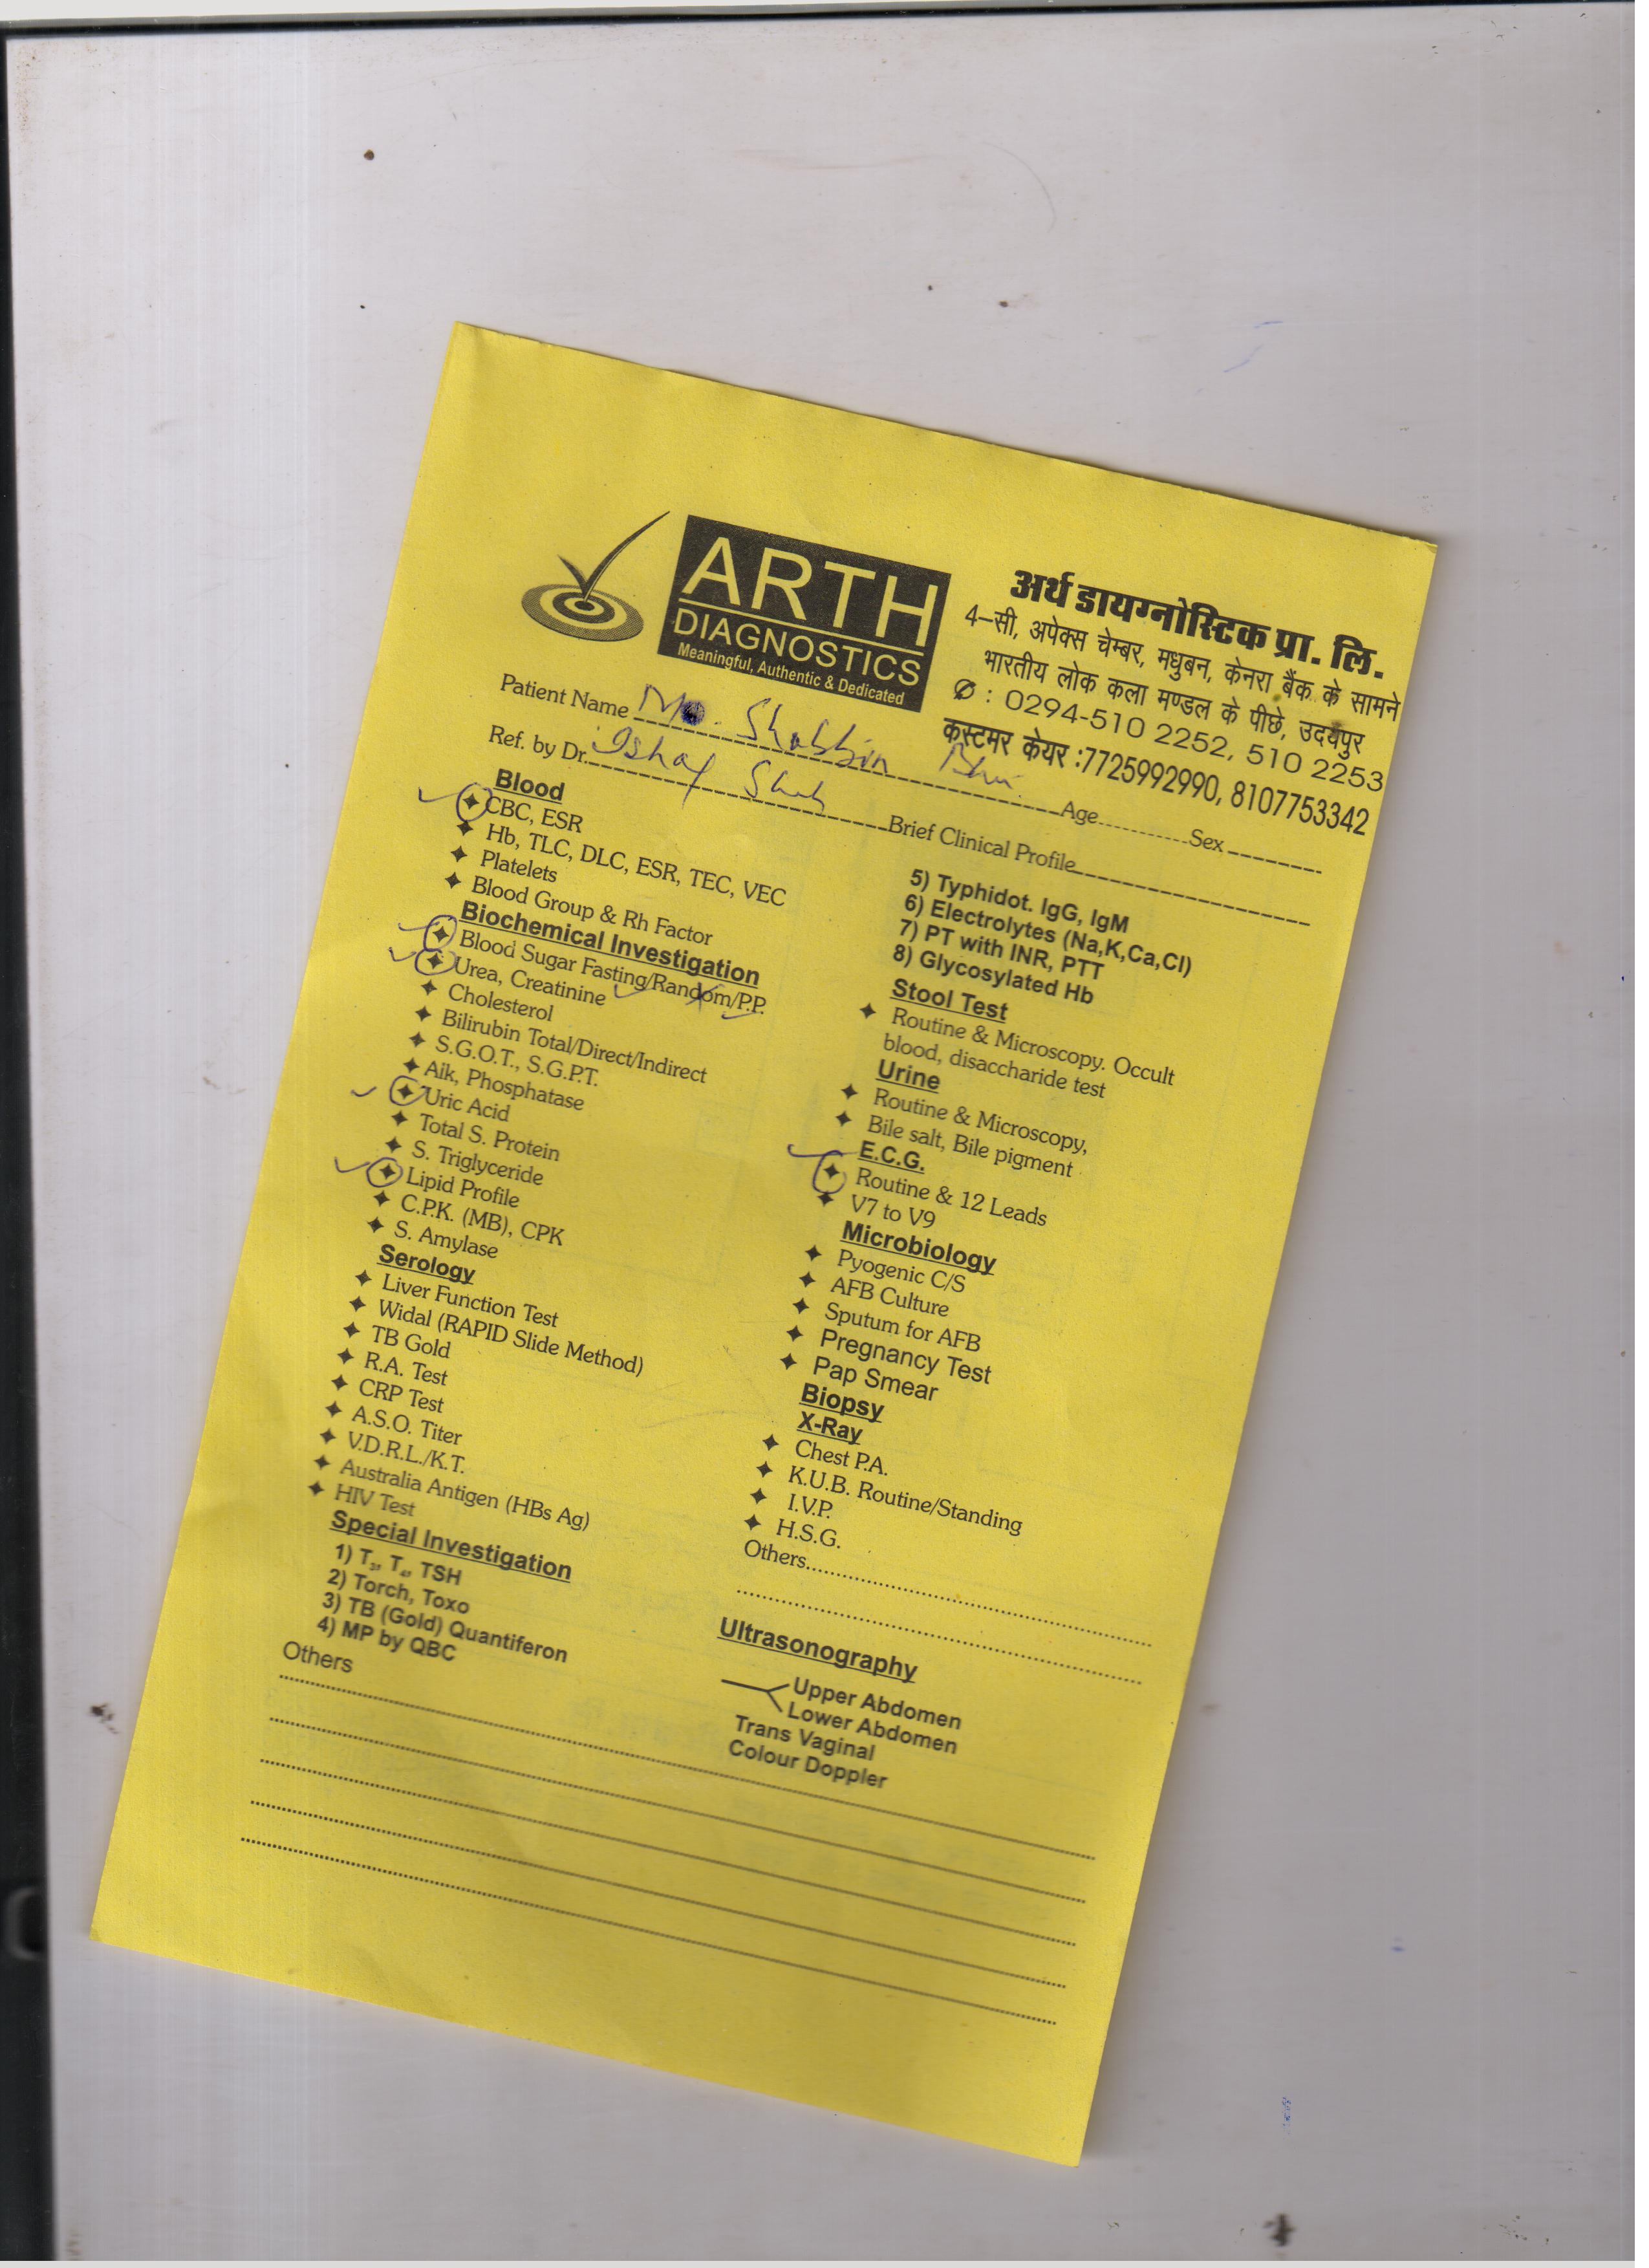 ARTH
DIAGNOSTICS
Meaningful, Authentic & Dedicated
अर्थ डायग्नोस्टिक प्रा. लि.
4-सी, अपेक्स चेम्बर, मधुबन, केनरा बैंक के सामने
भारतीय लोक कला मण्डल के पीछे, उदयपुर
✆ : 0294-510 2252, 510 2253
कस्टमर केयर :7725992990, 8107753342
Patient Name Shabbir Age Sex
Ref. by Dr. Brief Clinical Profile
Blood
CBC, ESR
Hb, TLC, DLC, ESR, TEC, VEC
Platelets
Blood Group & Rh Factor
Biochemical Investigation
Blood Sugar Fasting/Random/P.P.
Urea, Creatinine
Cholesterol
Bilirubin Total/Direct/Indirect
S.G.O.T., S.G.P.T.
Alk, Phosphatase
Uric Acid
Total S. Protein
S. Triglyceride
Lipid Profile
C.P.K. (MB), CPK
S. Amylase
Serology
Liver Function Test
Widal (RAPID Slide Method)
TB Gold
R.A. Test
CRP Test
A.S.O. Titer
V.D.R.L./K.T.
Australia Antigen (HBs Ag)
HIV Test
Special Investigation
1) T₃, T₄, TSH
2) Torch, Toxo
3) TB (Gold) Quantiferon
4) MP by QBC
Others
5) Typhidot. IgG, IgM
6) Electrolytes (Na,K,Ca,Cl)
7) PT with INR, PTT
8) Glycosylated Hb
Stool Test
Routine & Microscopy. Occult
blood, disaccharide test
Urine
Routine & Microscopy,
Bile salt, Bile pigment
E.C.G.
Routine & 12 Leads
V7 to V9
Microbiology
Pyogenic C/S
AFB Culture
Sputum for AFB
Pregnancy Test
Pap Smear
Biopsy
X-Ray
Chest P.A.
K.U.B. Routine/Standing
I.V.P.
H.S.G.
Others
Ultrasonography
Upper Abdomen
Lower Abdomen
Trans Vaginal
Colour Doppler